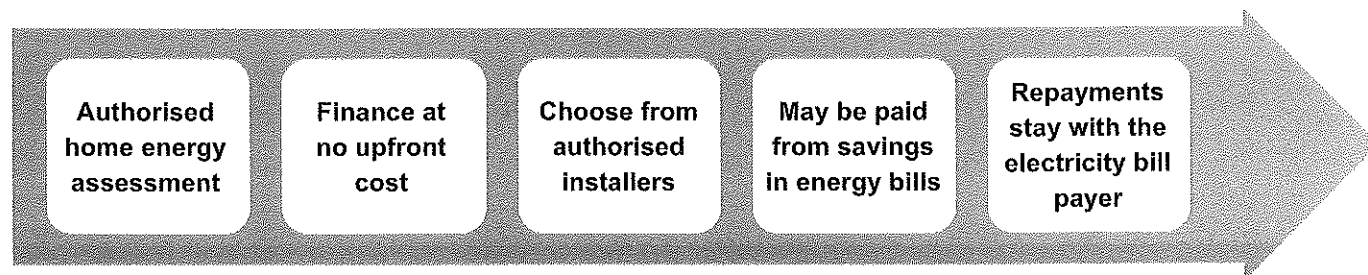 Authorised
home energy
assessment
Finance at
no upfront
cost
Choose from
authorised
installers
May be paid
from savings
in energy bills
Repayments
stay with the
electricity bill
payer